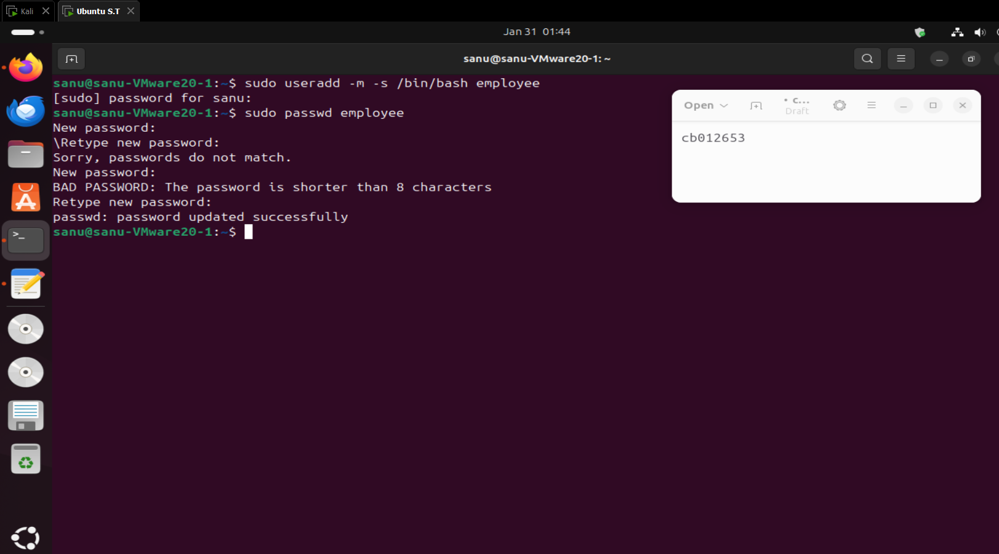 Kali
Ubuntu S.T
Jan 31 01:44
sanu@sanu-VMware20-1: ~
sanu@sanu-VMware20-1:~$ sudo useradd -m -s /bin/bash employee
[sudo] password for sanu:
sanu@sanu-VMware20-1:~$ sudo passwd employee
New password:
\Retype new password:
Sorry, passwords do not match.
New password:
BAD PASSWORD: The password is shorter than 8 characters
Retype new password:
passwd: password updated successfully
sanu@sanu-VMware20-1:~$
Open
• c...
Draft
cb012653